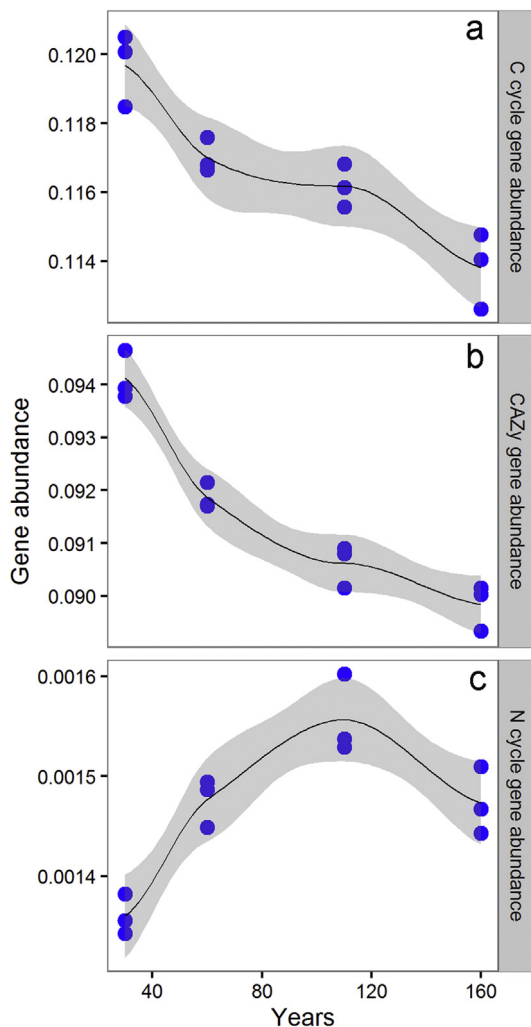 Gene abundance
a
0.120
0.118
0.116
0.114
C cycle gene abundance
b
0.094
0.093
0.092
0.091
0.090
CAZy gene abundance
c
0.0016
0.0015
0.0014
N cycle gene abundance
40
80
120
160
Years